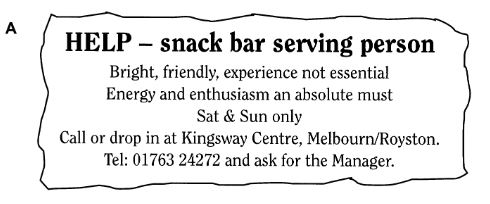 A
HELP – snack bar serving person
Bright, friendly, experience not essential
Energy and enthusiasm an absolute must
Sat & Sun only
Call or drop in at Kingsway Centre, Melbourn/Royston.
Tel: 01763 24272 and ask for the Manager.